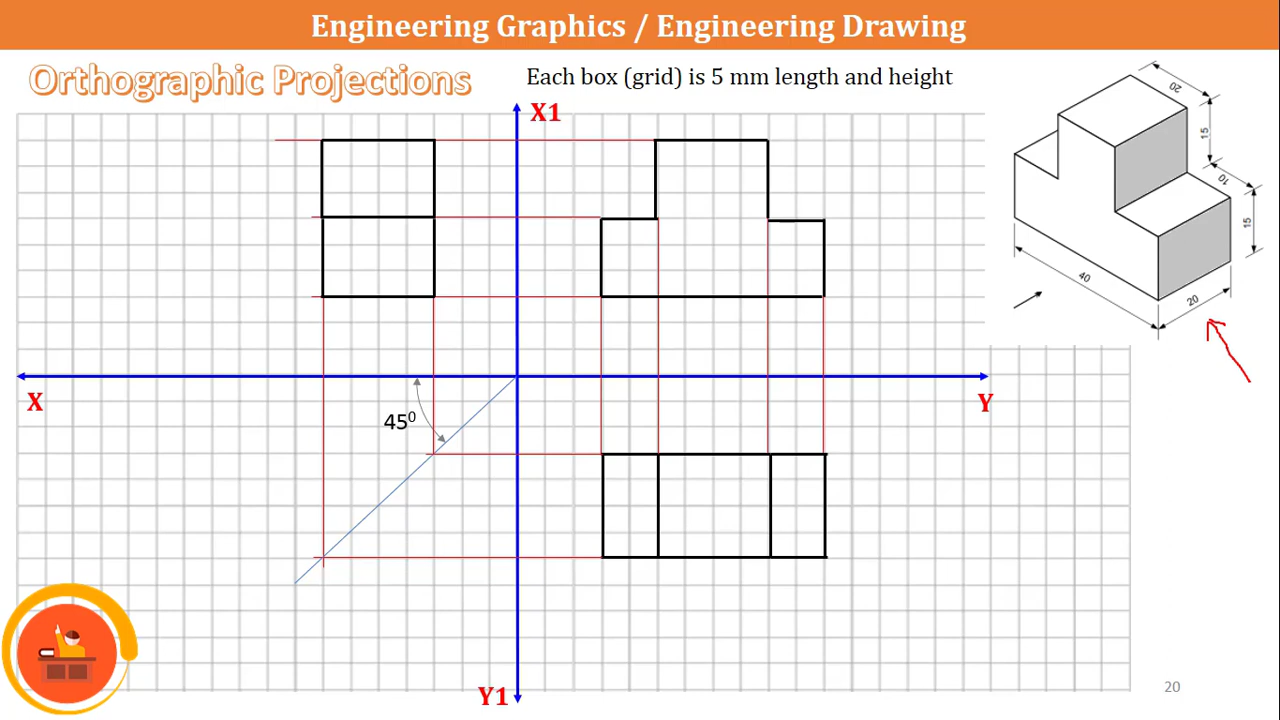 Engineering Graphics / Engineering Drawing
Orthographic Projections
Each box (grid) is 5 mm length and height
X1
20
15
10
15
40
20
X
Y
45⁰
Y1
20